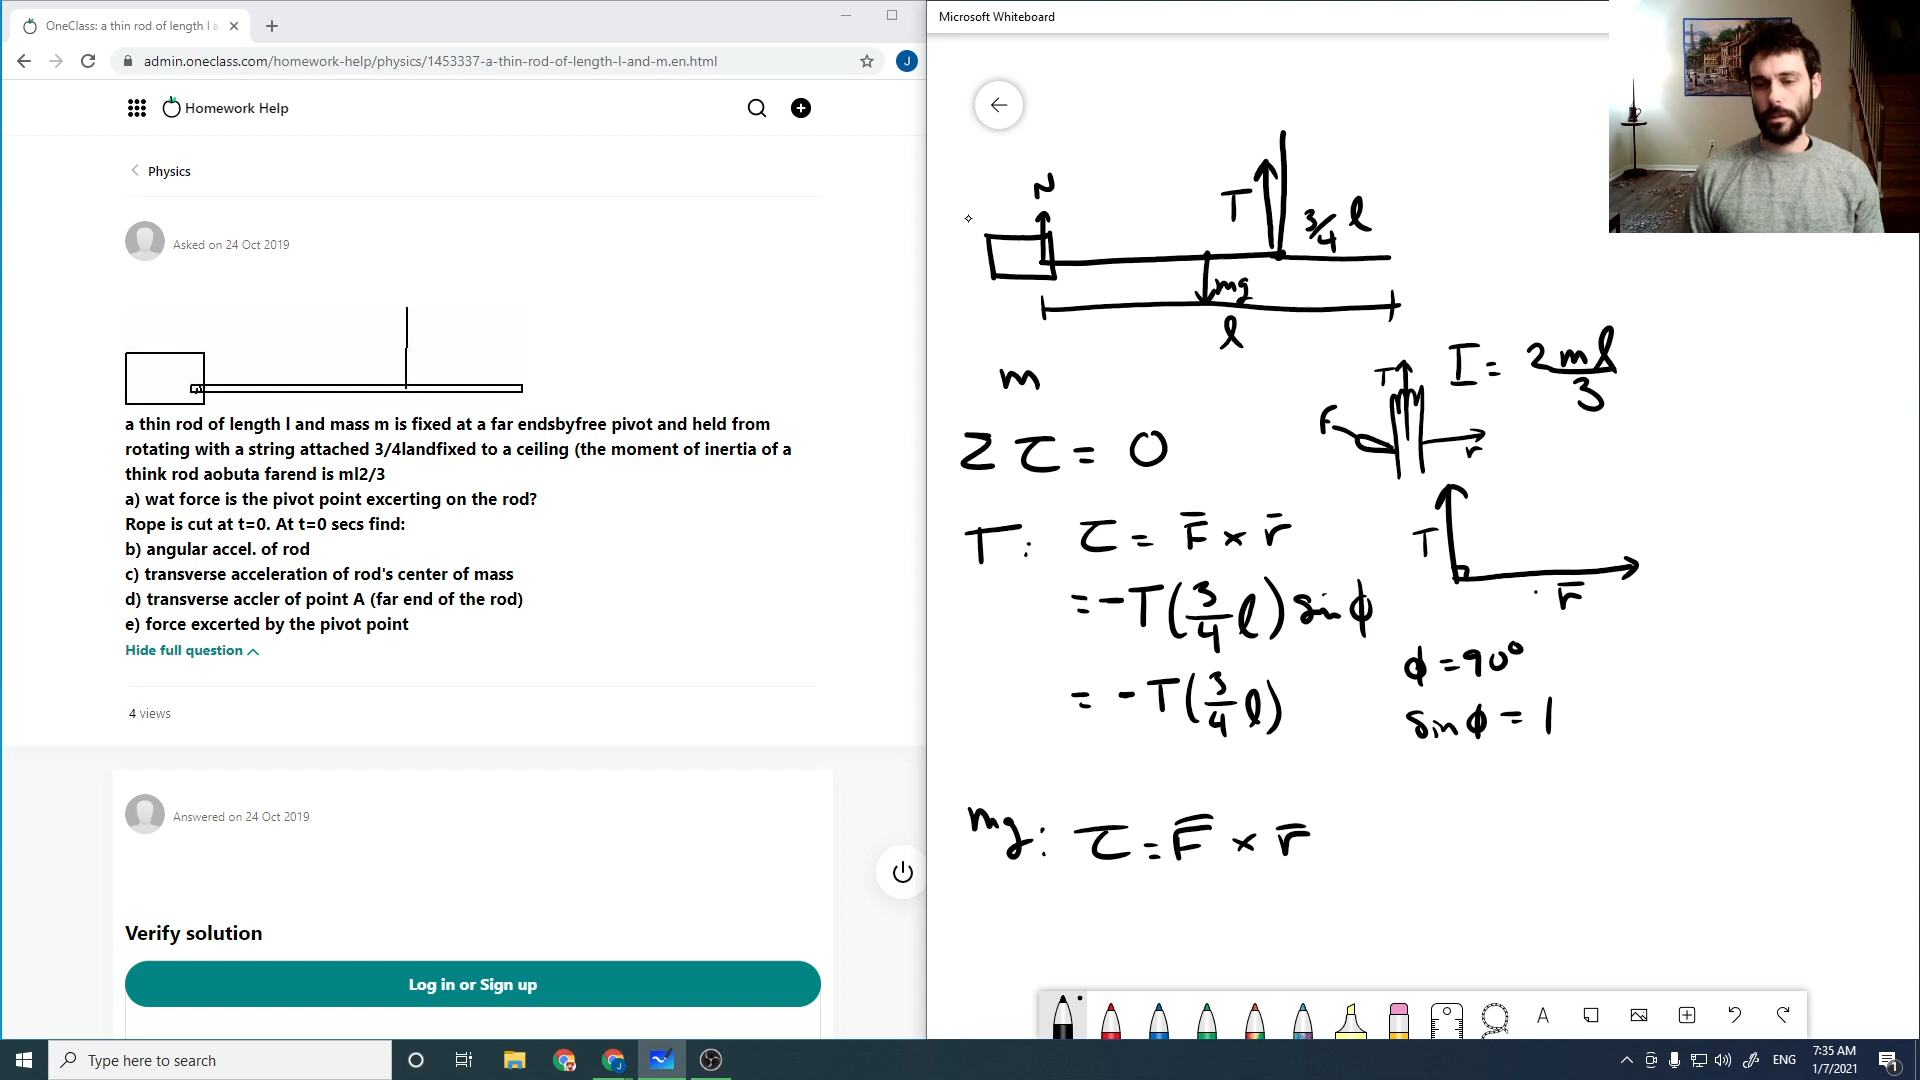 OneClass: a thin rod of length l a
Microsoft Whiteboard
admin.oneclass.com/homework-help/physics/1453337-a-thin-rod-of-length-l-and-m.en.html
J
Homework Help
Physics
Asked on 24 Oct 2019
a thin rod of length l and mass m is fixed at a far endsbyfree pivot and held from
rotating with a string attached 3/4landfixed to a ceiling (the moment of inertia of a
think rod aobuta farend is ml2/3
a) wat force is the pivot point excerting on the rod?
Rope is cut at t=0. At t=0 secs find:
b) angular accel. of rod
c) transverse acceleration of rod's center of mass
d) transverse accler of point A (far end of the rod)
e) force excerted by the pivot point
Hide full question
4 views
Answered on 24 Oct 2019
Verify solution
Log in or Sign up
N
T
3/4 l
mg
l
m
I = 2ml/3
T
F
r
Σ τ = 0
T: τ = F̄ × r̄
= -T(3/4 l) sin ϕ
= -T(3/4 l)
T
r̄
ϕ = 90°
sin ϕ = 1
mg: τ = F̄ × r̄
A
Type here to search
J
ENG
7:35 AM
1/7/2021
1